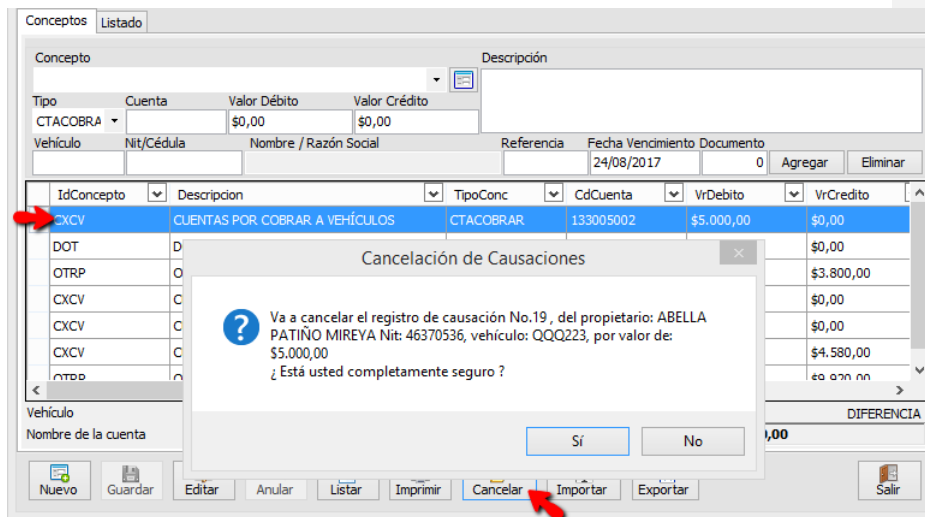 Conceptos Listado
Concepto Descripción
Tipo Cuenta Valor Débito Valor Crédito
CTACOBRA $0,00 $0,00
Vehículo Nit/Cédula Nombre / Razón Social Referencia Fecha Vencimiento Documento
24/08/2017 0 Agregar Eliminar
IdConcepto Descripcion TipoConc CdCuenta VrDebito VrCredito
CXCV CUENTAS POR COBRAR A VEHÍCULOS CTACOBRAR 133005002 $5.000,00 $0,00
DOT D $0,00
OTRP O $3.800,00
CXCV C $0,00
CXCV C $0,00
CXCV C $4.580,00
OTRP O $9.920,00
Cancelación de Causaciones
Va a cancelar el registro de causación No.19 , del propietario: ABELLA
PATIÑO MIREYA Nit: 46370536, vehículo: QQQ223, por valor de:
$5.000,00
¿ Está usted completamente seguro ?
Sí No
Vehículo DIFERENCIA
Nombre de la cuenta ,00
Nuevo Guardar Editar Anular Listar Imprimir Cancelar Importar Exportar Salir